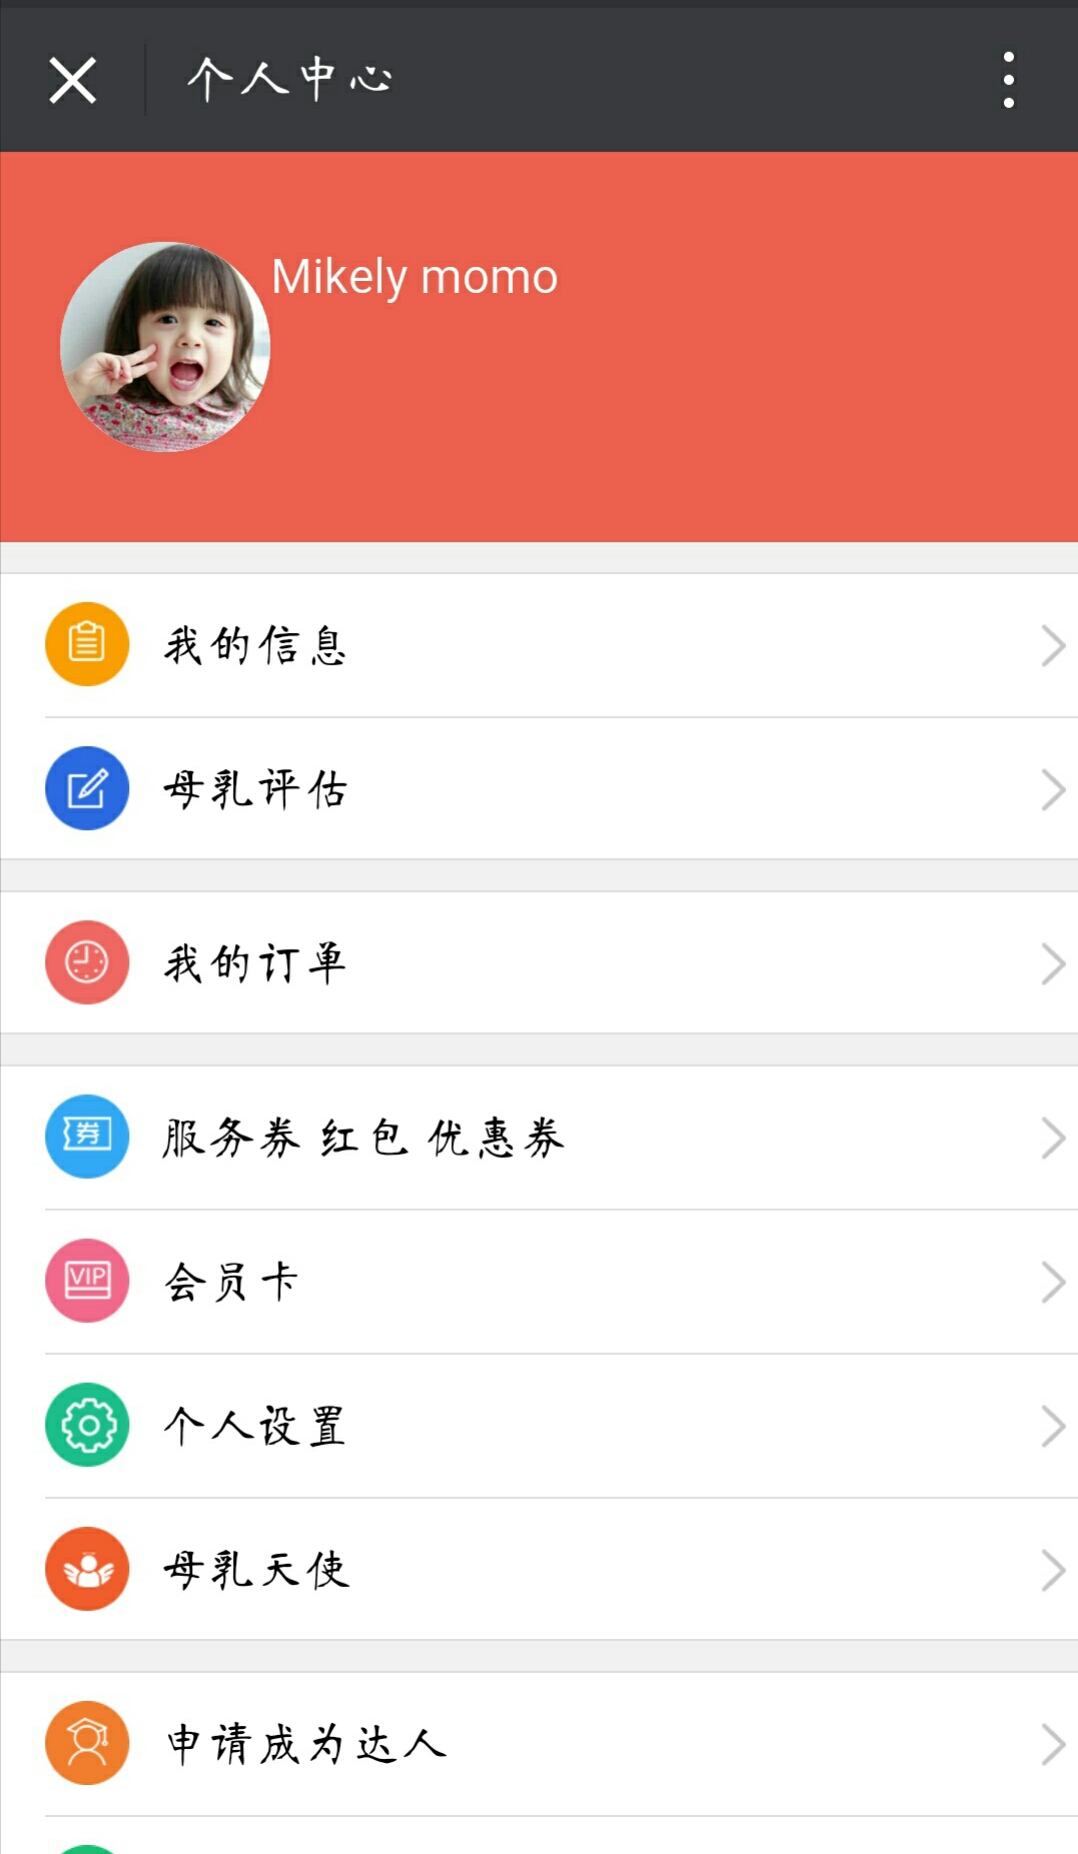 个人中心
Mikely momo
我的信息
母乳评估
我的订单
券
服务券 红包 优惠券
VIP
会员卡
个人设置
母乳天使
申请成为达人